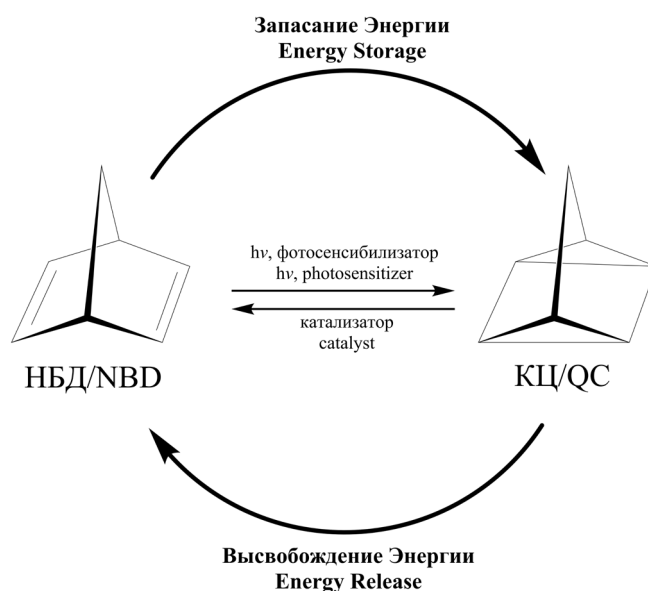 Запасание Энергии
Energy Storage
hν, фотосенсибилизатор
hν, photosensitizer
катализатор
catalyst
НБД/NBD
КЦ/QC
Высвобождение Энергии
Energy Release